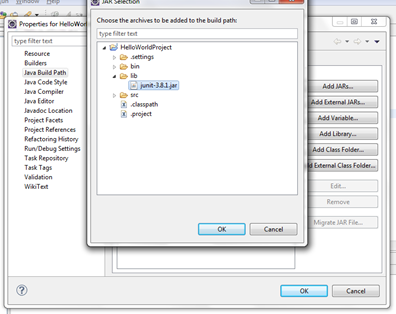 JAR Selection
Choose the archives to be added to the build path:
type filter text
HelloWorldProject
.settings
bin
lib
junit-3.8.1.jar
src
.classpath
.project
OK
Cancel
Properties for HelloWor
type filter text
Resource
Builders
Java Build Path
Java Code Style
Java Compiler
Java Editor
Javadoc Location
Project Facets
Project References
Refactoring History
Run/Debug Settings
Task Repository
Task Tags
Validation
WikiText
Add JARs...
Add External JARs...
Add Variable...
Add Library...
Add Class Folder...
dd External Class Folder...
Edit...
Remove
Migrate JAR File...
OK
Cancel